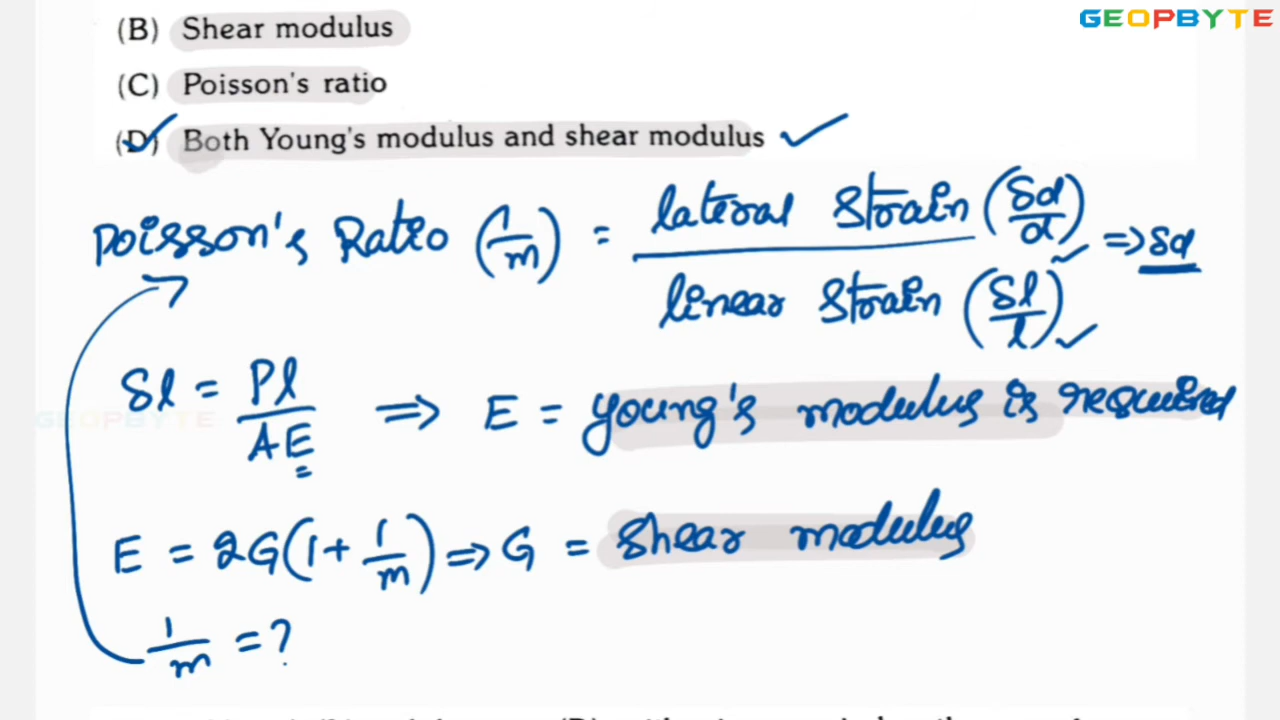 GEOPBYTE
(B) Shear modulus
(C) Poisson's ratio
(D) Both Young's modulus and shear modulus
Poisson's Ratio (1/m) = lateral strain (δd/d) / linear strain (δl/l) => δd
δl = Pl/AE => E = young's modulus is required
GEOPBYTE
E = 2G(1+1/m) => G = shear modulus
1/m = ?